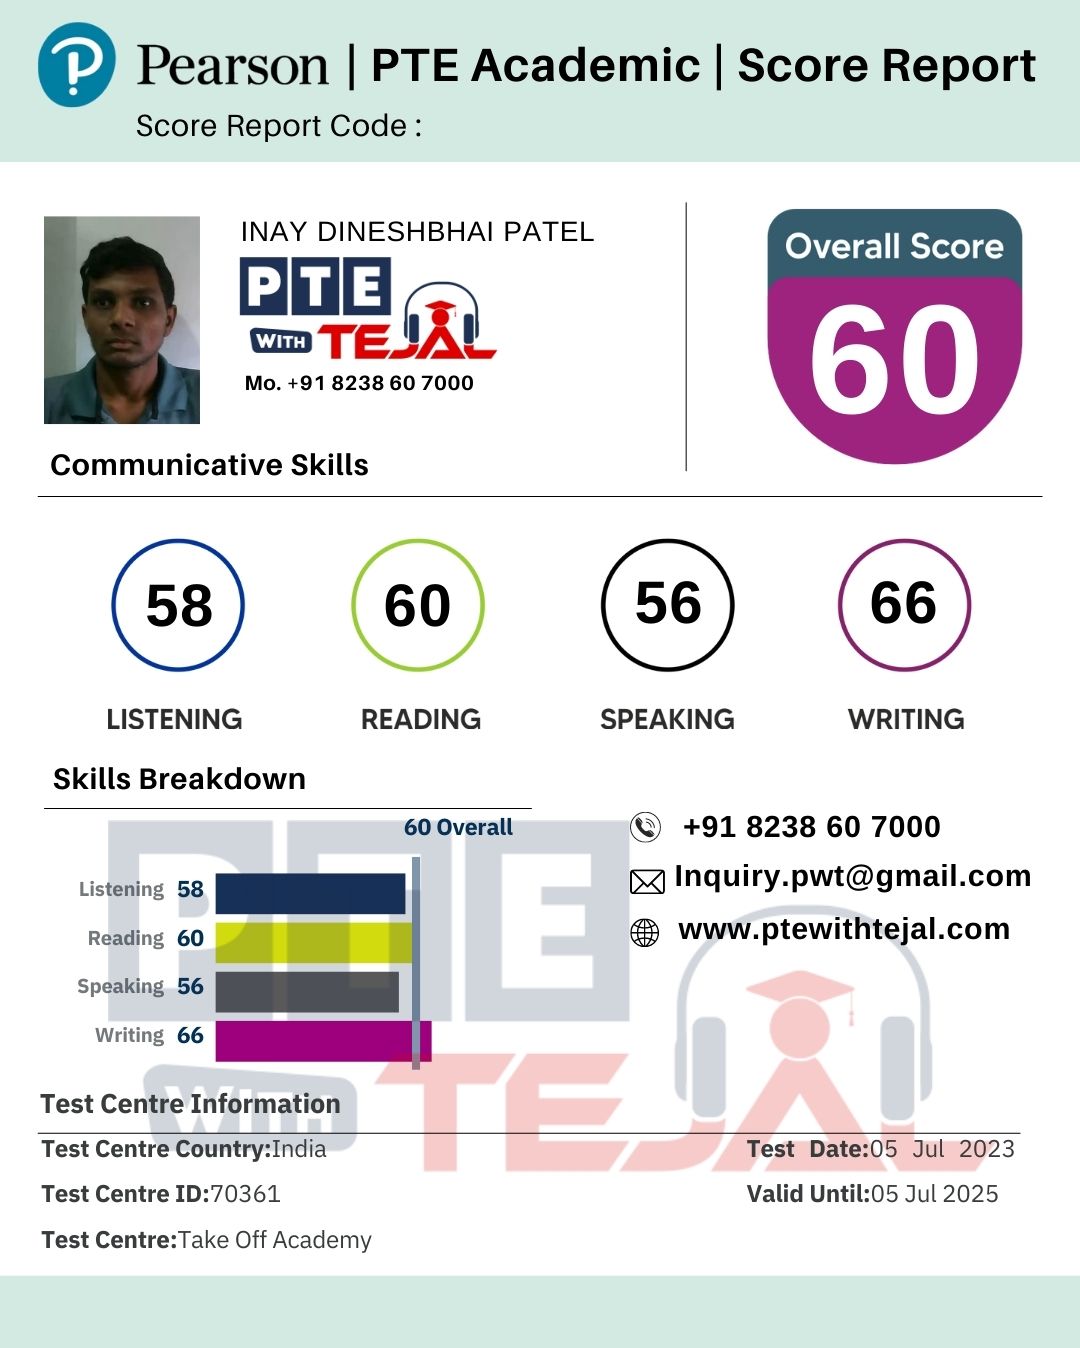 Pearson | PTE Academic | Score Report
Score Report Code :
INAY DINESHBHAI PATEL
PTE
WITH TEJAL
Mo. +91 8238 60 7000
Overall Score
60
Communicative Skills
58 60 56 66
LISTENING READING SPEAKING WRITING
Skills Breakdown
60 Overall
Listening 58
Reading 60
Speaking 56
Writing 66
+91 8238 60 7000
Inquiry.pwt@gmail.com
www.ptewithtejal.com
PTE
WITH TEJAL
Test Centre Information
Test Centre Country:India
Test Date:05 Jul 2023
Test Centre ID:70361
Valid Until:05 Jul 2025
Test Centre:Take Off Academy